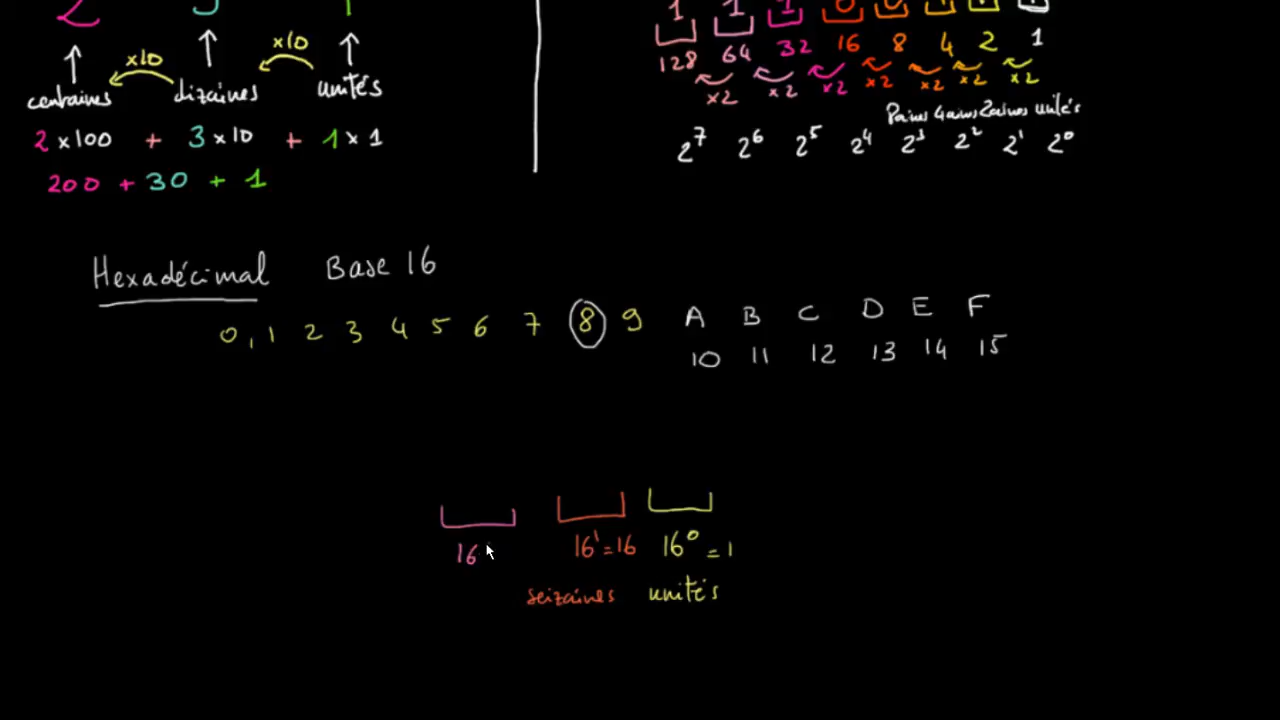 2 3 1
×10 ×10
centaines dizaines unités
2 ×100 + 3 ×10 + 1 × 1
200 + 30 + 1
1 1 1 0 0
128 64 32 16 8 4 2 1
×2 ×2 ×2 ×2 ×2 ×2 ×2
unités
2⁷ 2⁶ 2⁵ 2⁴ 2³ 2² 2¹ 2⁰
Hexadécimal Base 16
0, 1 2 3 4 5 6 7 8 9 A B C D E F
10 11 12 13 14 15
16 16¹=16 16⁰=1
seizaines unités